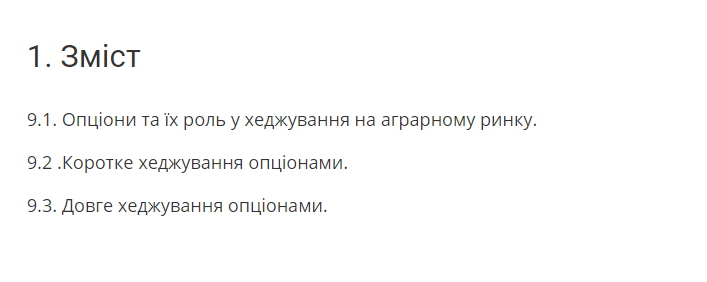 1. Зміст
9.1. Опціони та їх роль у хеджування на аграрному ринку.
9.2 .Коротке хеджування опціонами.
9.3. Довге хеджування опціонами.